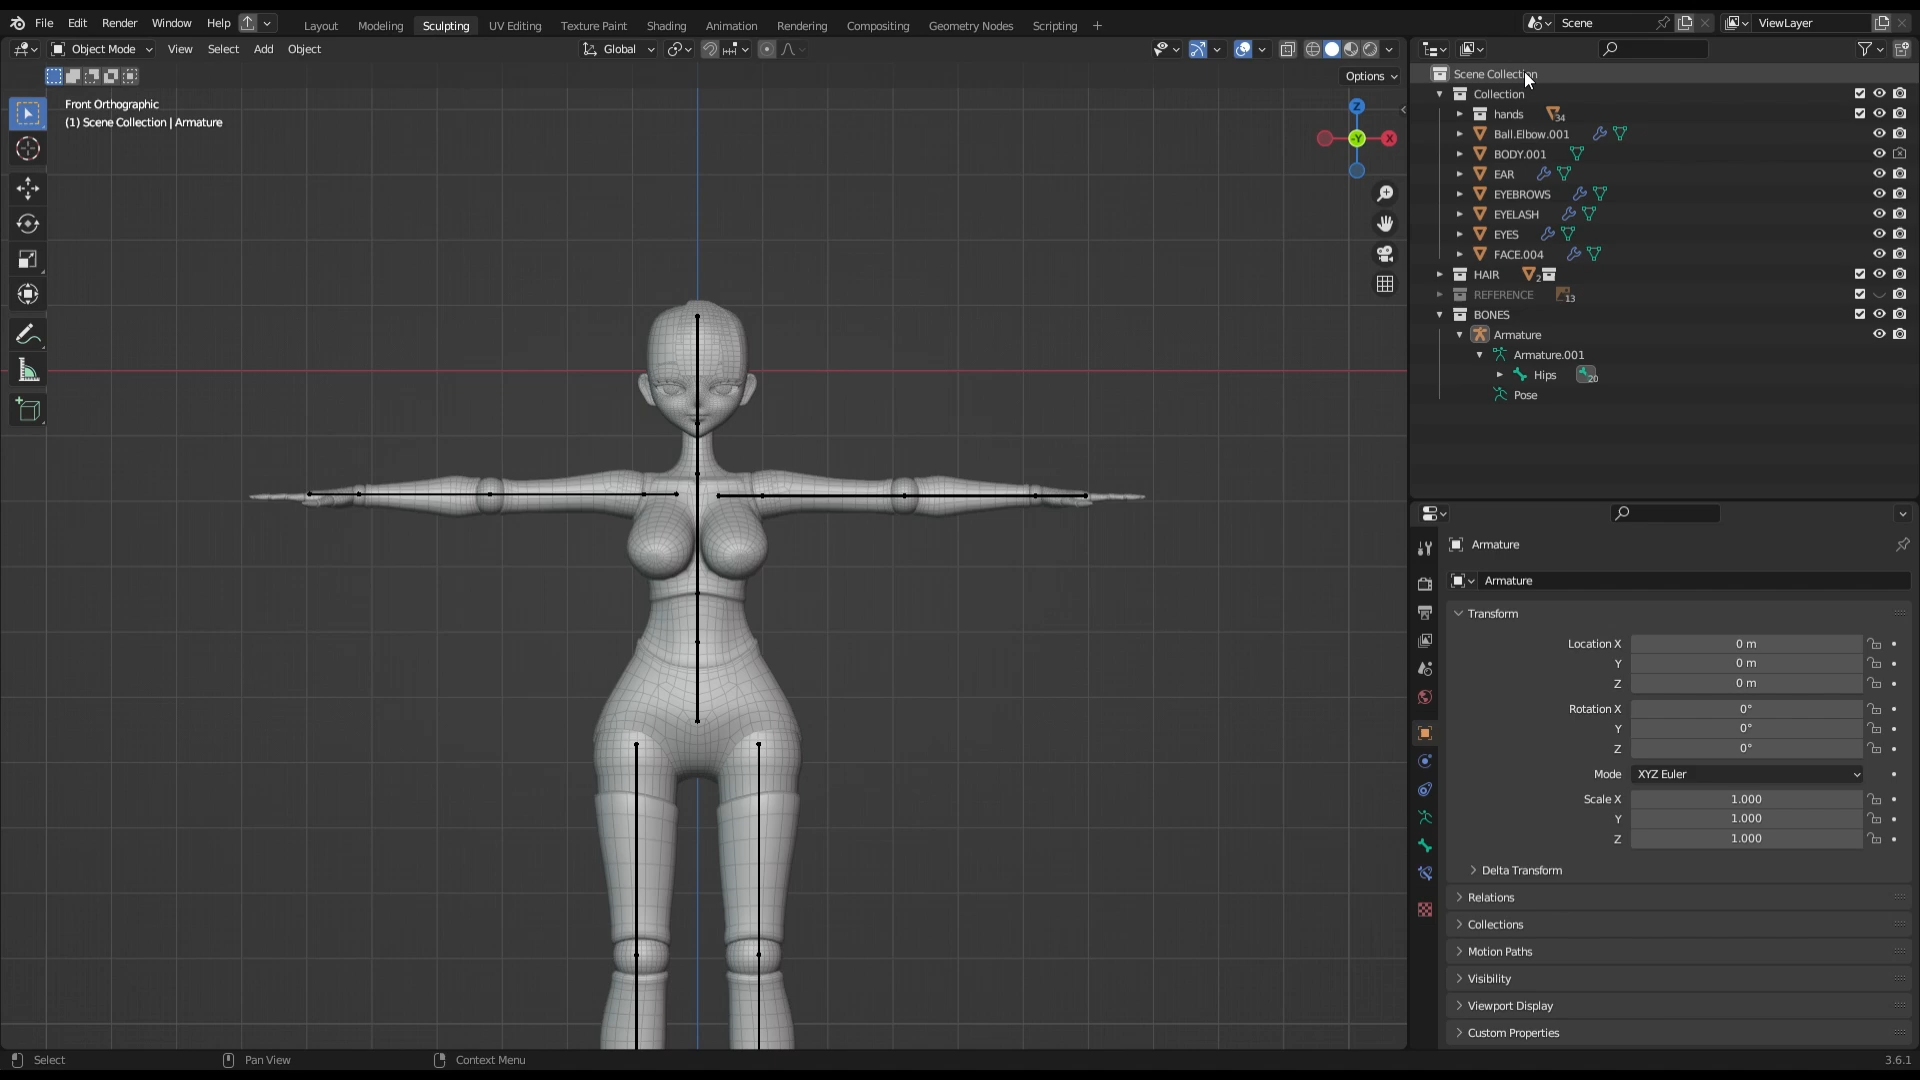 File Edit Render Window Help Layout Modeling Sculpting UV Editing Texture Paint Shading Animation Rendering Compositing Geometry Nodes Scripting + Scene ViewLayer
Object Mode View Select Add Object Global
Options
Front Orthographic
(1) Scene Collection | Armature
Z
-Y
X
Scene Collection
Collection
hands 34
Ball.Elbow.001
BODY.001
EAR
EYEBROWS
EYELASH
EYES
FACE.004
HAIR 2
REFERENCE 13
BONES
Armature
Armature.001
Hips 20
Pose
Armature
Armature
Transform
Location X 0 m
Y 0 m
Z 0 m
Rotation X 0°
Y 0°
Z 0°
Mode XYZ Euler
Scale X 1.000
Y 1.000
Z 1.000
Delta Transform
Relations
Collections
Motion Paths
Visibility
Viewport Display
Custom Properties
Select Pan View Context Menu 3.6.1